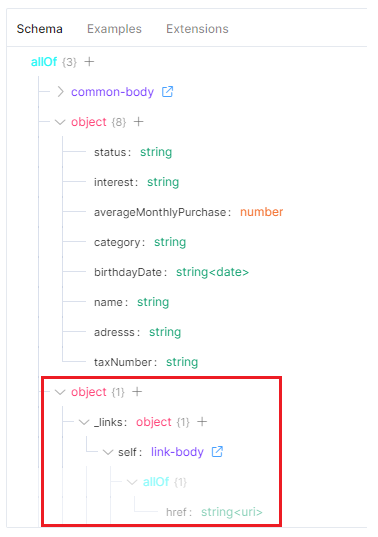 Schema Examples Extensions
allOf {3} +
common-body
object {8} +
status: string
interest: string
averageMonthlyPurchase: number
category: string
birthdayDate: string<date>
name: string
adresss: string
taxNumber: string
object {1} +
_links: object {1} +
self: link-body
allOf {1}
href: string<uri>